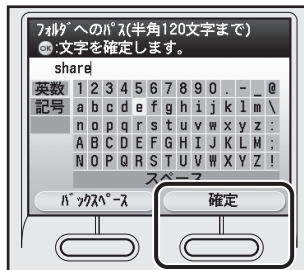 フォルダへのパス(半角120文字まで)
OK:文字を確定します。
share
英数 1 2 3 4 5 6 7 8 9 0 . - _ @
記号 a b c d e f g h i j k l m \
n o p q r s t u v w x y z :
A B C D E F G H I J K L M ;
N O P Q R S T U V W X Y Z !
スペース
バックスペース 確定